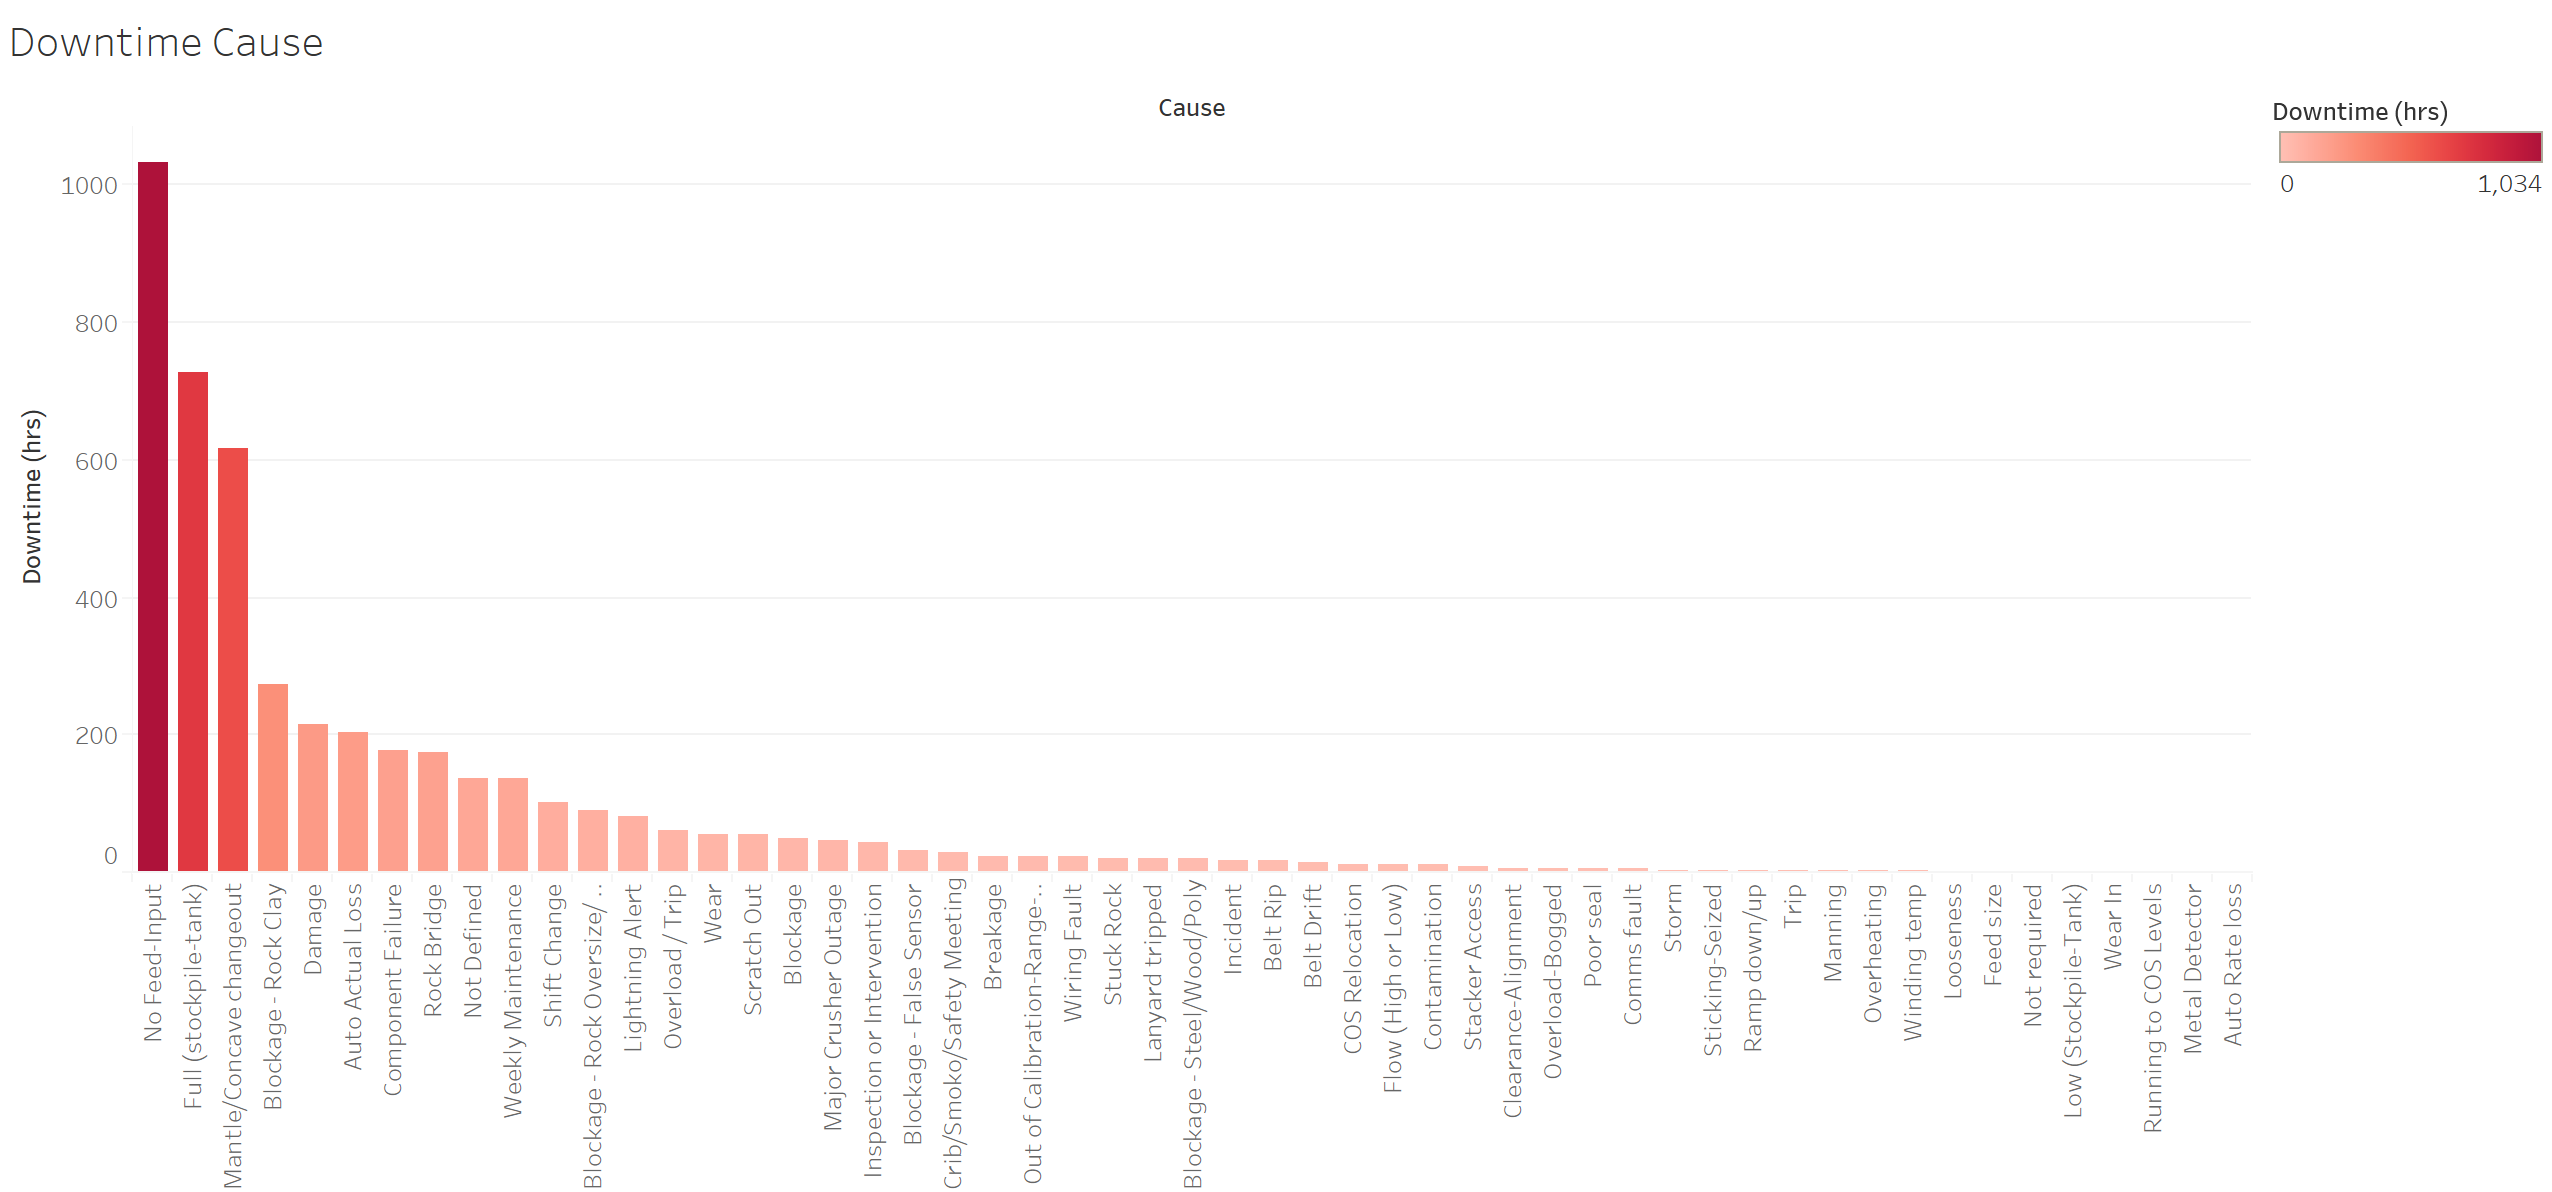 Downtime Cause
Cause
Downtime (hrs)
0 1,034
Downtime (hrs)
1000
800
600
400
200
0
No Feed-Input
Full (stockpile-tank)
Mantle/Concave changeout
Blockage - Rock Clay
Damage
Auto Actual Loss
Component Failure
Rock Bridge
Not Defined
Weekly Maintenance
Shift Change
Blockage - Rock Oversize/..
Lightning Alert
Overload / Trip
Wear
Scratch Out
Blockage
Major Crusher Outage
Inspection or Intervention
Blockage - False Sensor
Crib/Smoko/Safety Meeting
Breakage
Out of Calibration-Range-..
Wiring Fault
Stuck Rock
Lanyard tripped
Blockage - Steel/Wood/Poly
Incident
Belt Rip
Belt Drift
COS Relocation
Flow (High or Low)
Contamination
Stacker Access
Clearance-Alignment
Overload-Bogged
Poor seal
Comms fault
Storm
Sticking-Seized
Ramp down/up
Trip
Manning
Overheating
Winding temp
Looseness
Feed size
Not required
Low (Stockpile-Tank)
Wear In
Running to COS Levels
Metal Detector
Auto Rate loss